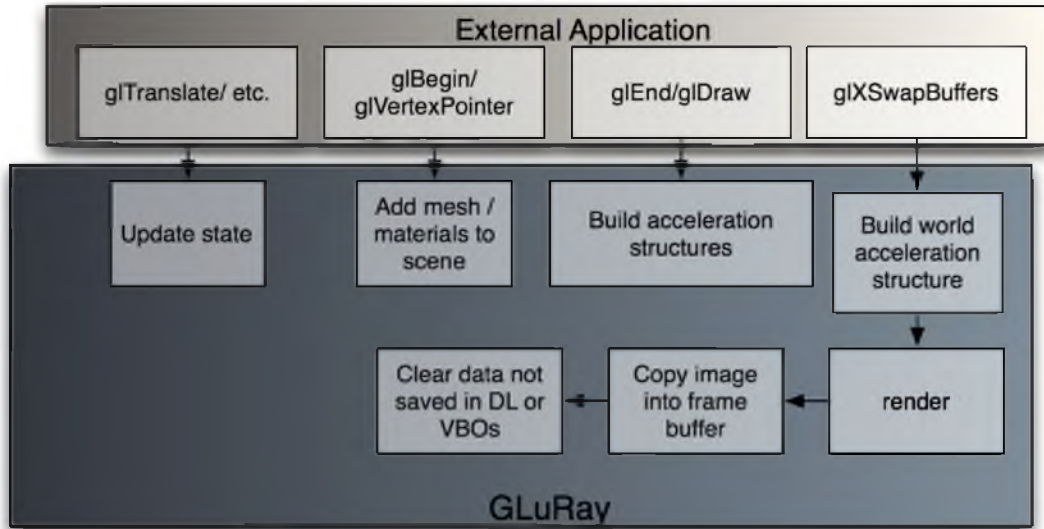 External Application
glTranslate/ etc.
glBegin/
glVertexPointer
glEnd/glDraw
glXSwapBuffers
Update state
Add mesh /
materials to
scene
Build acceleration
structures
Build world
acceleration
structure
Clear data not
saved in DL or
VBOs
Copy image
into frame
buffer
render
GLuRay